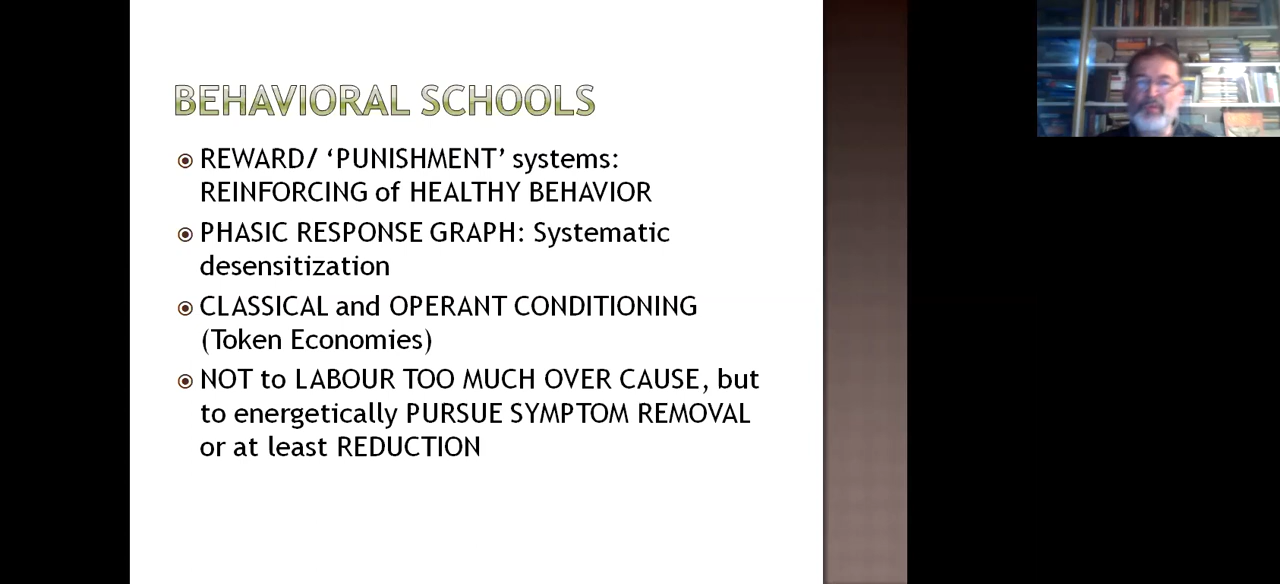 BEHAVIORAL SCHOOLS
REWARD/ ‘PUNISHMENT’ systems:
REINFORCING of HEALTHY BEHAVIOR
PHASIC RESPONSE GRAPH: Systematic
desensitization
CLASSICAL and OPERANT CONDITIONING
(Token Economies)
NOT to LABOUR TOO MUCH OVER CAUSE, but
to energetically PURSUE SYMPTOM REMOVAL
or at least REDUCTION